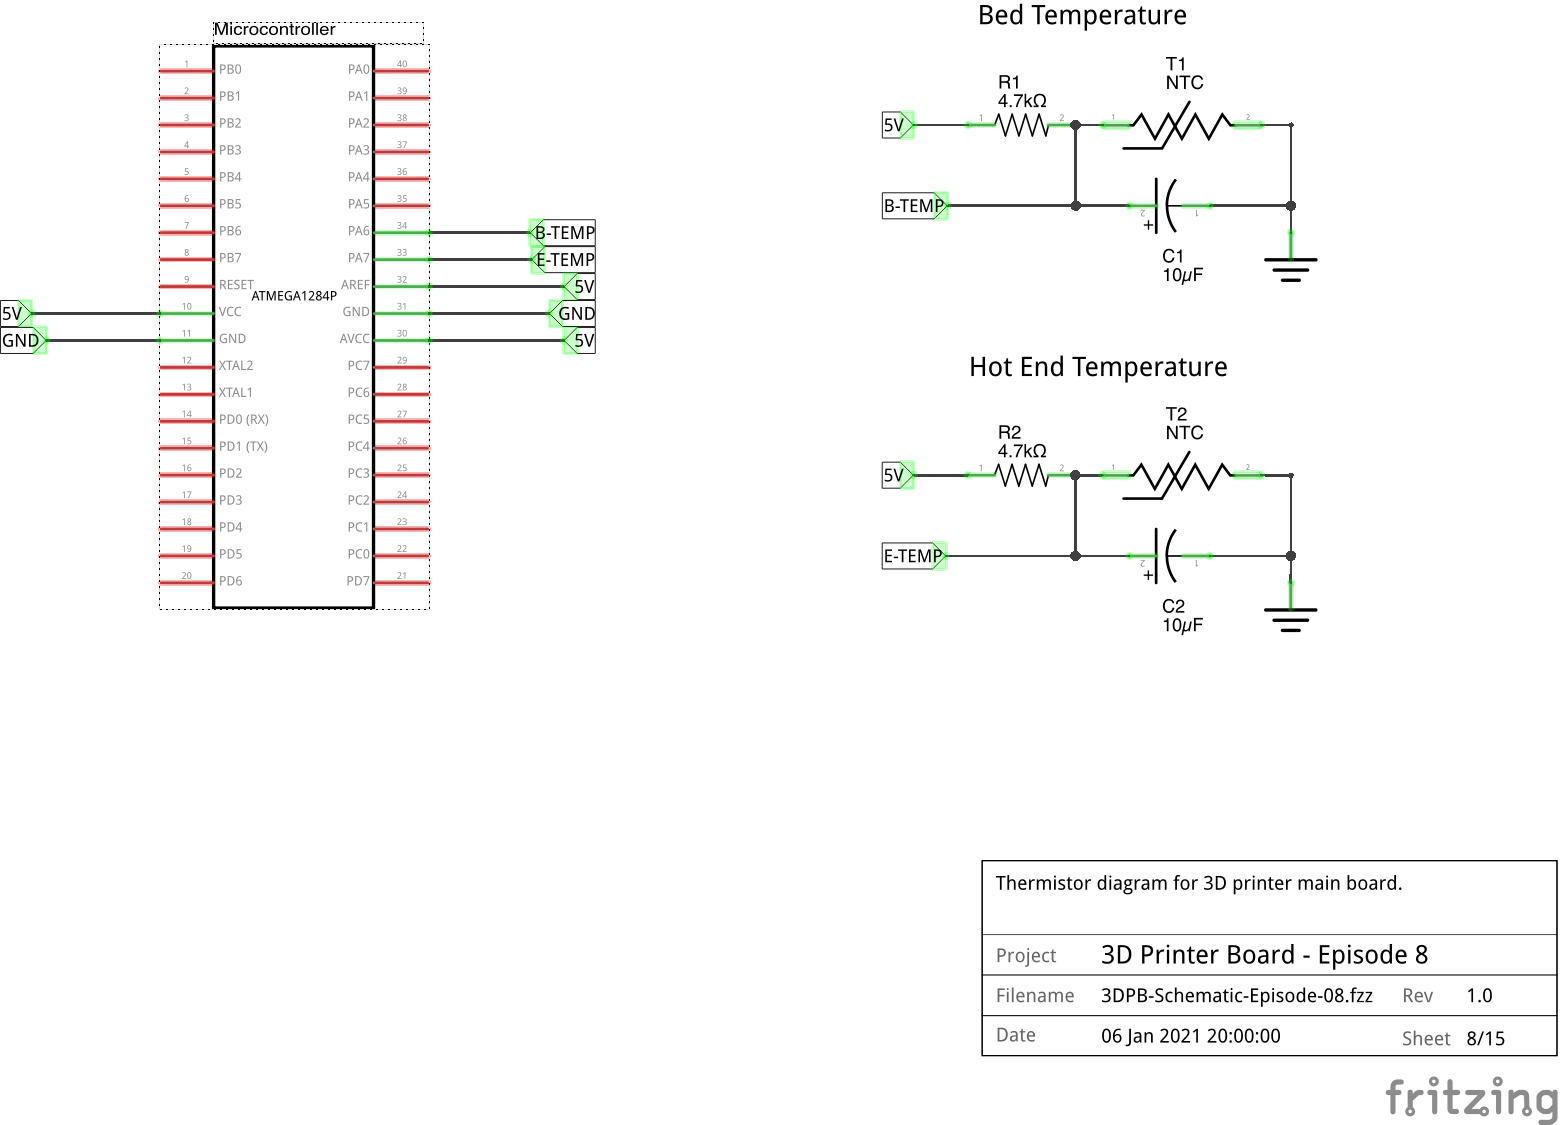 Microcontroller
1 PB0 PA0 40
2 PB1 PA1 39
3 PB2 PA2 38
4 PB3 PA3 37
5 PB4 PA4 36
6 PB5 PA5 35
7 PB6 PA6 34 B-TEMP
8 PB7 PA7 33 E-TEMP
9 RESET AREF 32 5V
ATMEGA1284P
5V 10 VCC GND 31 GND
GND 11 GND AVCC 30 5V
12 XTAL2 PC7 29
13 XTAL1 PC6 28
14 PD0 (RX) PC5 27
15 PD1 (TX) PC4 26
16 PD2 PC3 25
17 PD3 PC2 24
18 PD4 PC1 23
19 PD5 PC0 22
20 PD6 PD7 21
Bed Temperature
T1
NTC
R1
4.7kΩ
5V 1 2 1 2
B-TEMP 2 1
+
C1
10µF
Hot End Temperature
T2
NTC
R2
4.7kΩ
5V 1 2 1 2
E-TEMP 2 1
+
C2
10µF
Thermistor diagram for 3D printer main board.
Project 3D Printer Board - Episode 8
Filename 3DPB-Schematic-Episode-08.fzz Rev 1.0
Date 06 Jan 2021 20:00:00 Sheet 8/15
fritzing